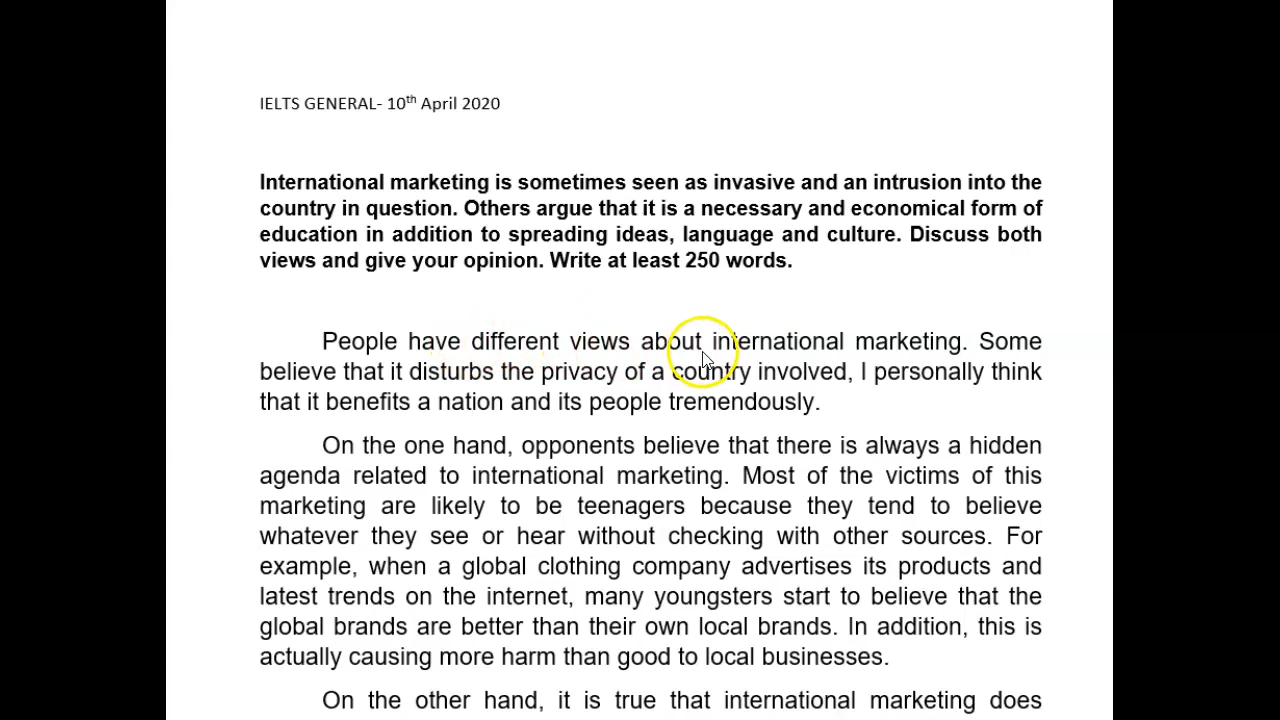 IELTS GENERAL- 10th April 2020
International marketing is sometimes seen as invasive and an intrusion into the
country in question. Others argue that it is a necessary and economical form of
education in addition to spreading ideas, language and culture. Discuss both
views and give your opinion. Write at least 250 words.
People have different views about international marketing. Some
believe that it disturbs the privacy of a country involved, I personally think
that it benefits a nation and its people tremendously.
On the one hand, opponents believe that there is always a hidden
agenda related to international marketing. Most of the victims of this
marketing are likely to be teenagers because they tend to believe
whatever they see or hear without checking with other sources. For
example, when a global clothing company advertises its products and
latest trends on the internet, many youngsters start to believe that the
global brands are better than their own local brands. In addition, this is
actually causing more harm than good to local businesses.
On the other hand, it is true that international marketing does